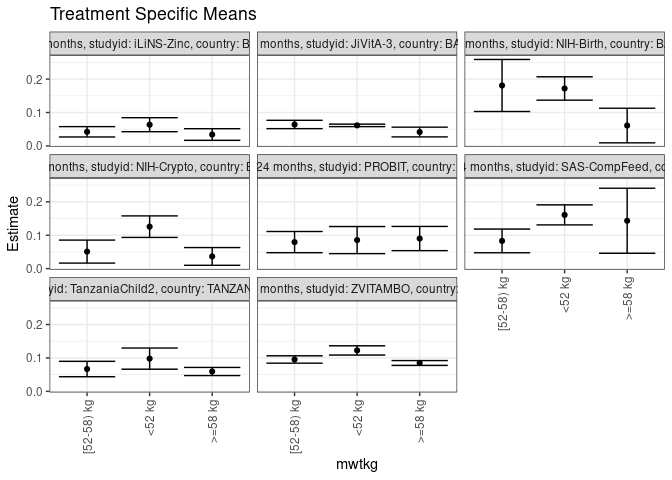 Treatment Specific Means
months, studyid: iLiNS-Zinc, country: B
months, studyid: JiVitA-3, country: BA
months, studyid: NIH-Birth, country: B
0.2
0.1
0.0
months, studyid: NIH-Crypto, country: B
24 months, studyid: PROBIT, country:
months, studyid: SAS-CompFeed, co
0.2
0.1
0.0
Estimate
yid: TanzaniaChild2, country: TANZAN
months, studyid: ZVITAMBO, country:
0.2
0.1
0.0
[52-58) kg
<52 kg
>=58 kg
[52-58) kg
<52 kg
>=58 kg
[52-58) kg
<52 kg
>=58 kg
mwtkg